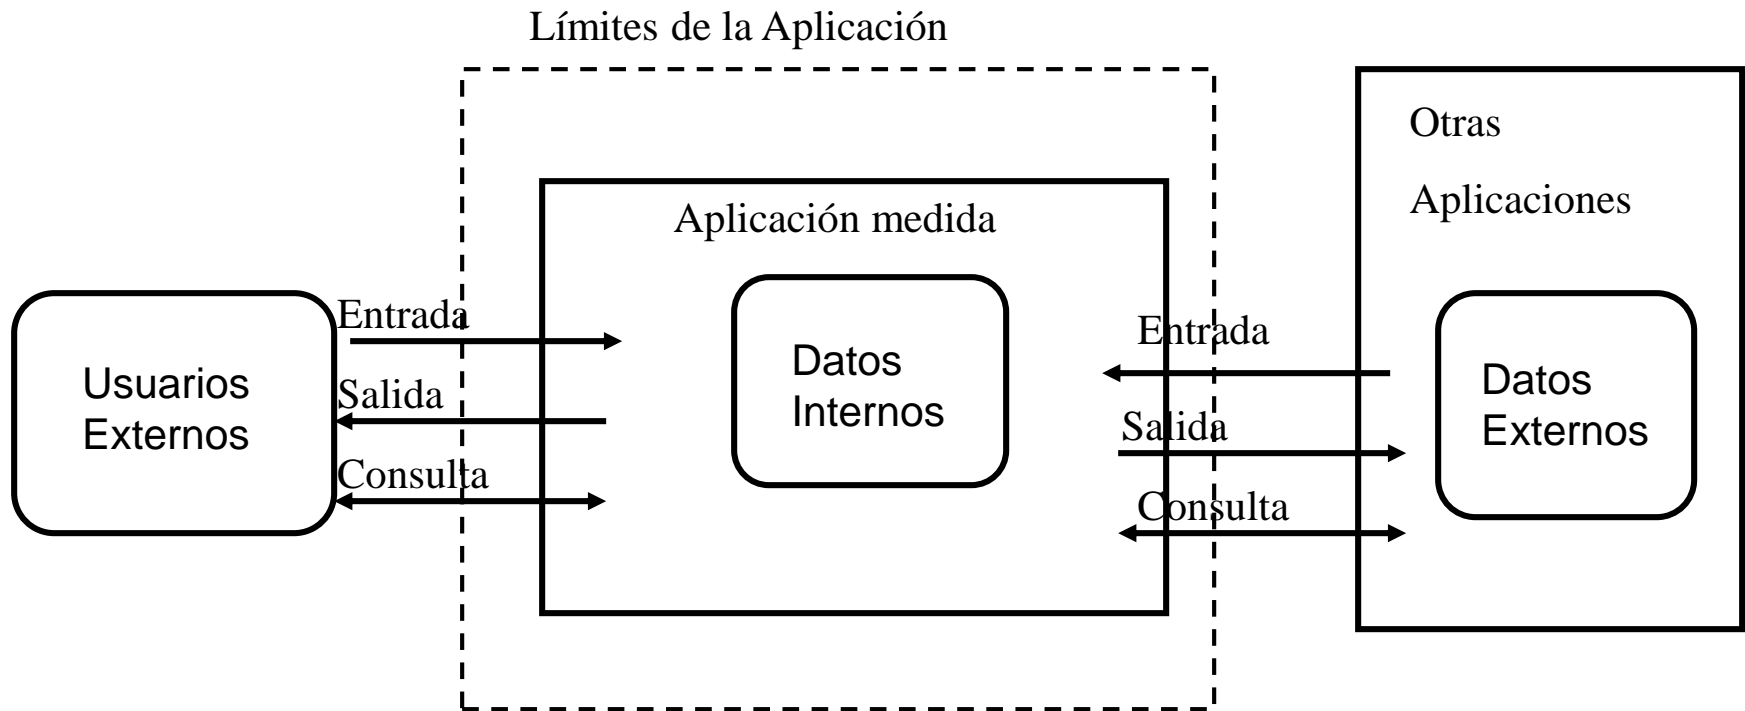 Límites de la Aplicación
Otras
Aplicaciones
Aplicación medida
Usuarios
Externos
Entrada
Salida
Consulta
Datos
Internos
Entrada
Salida
Consulta
Datos
Externos